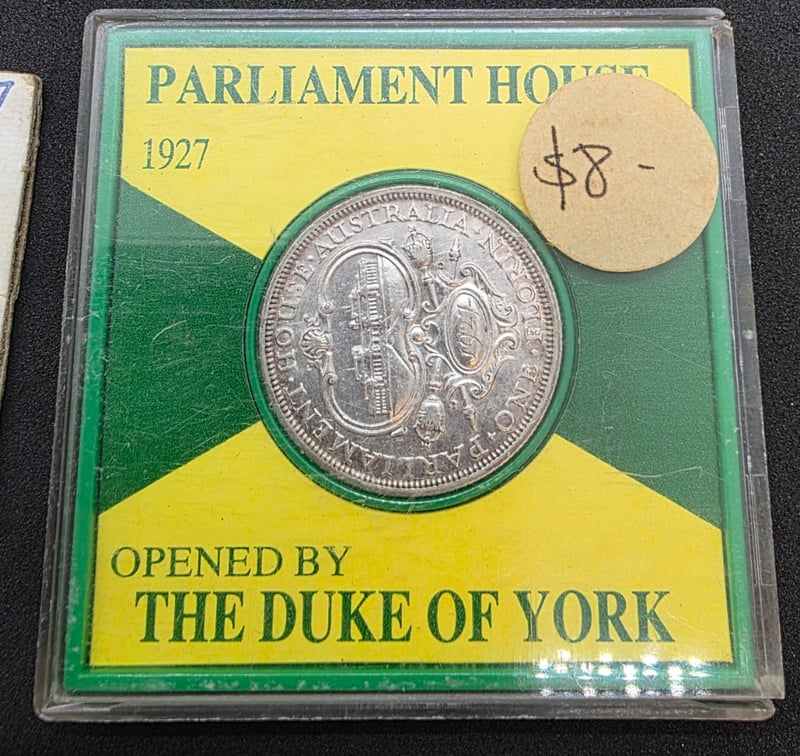 PARLIAMENT HOUSE
1927
$8-
PARLIAMENT·HOUSE·AUSTRALIA·
ONE·FLORIN
1927
OPENED BY
THE DUKE OF YORK